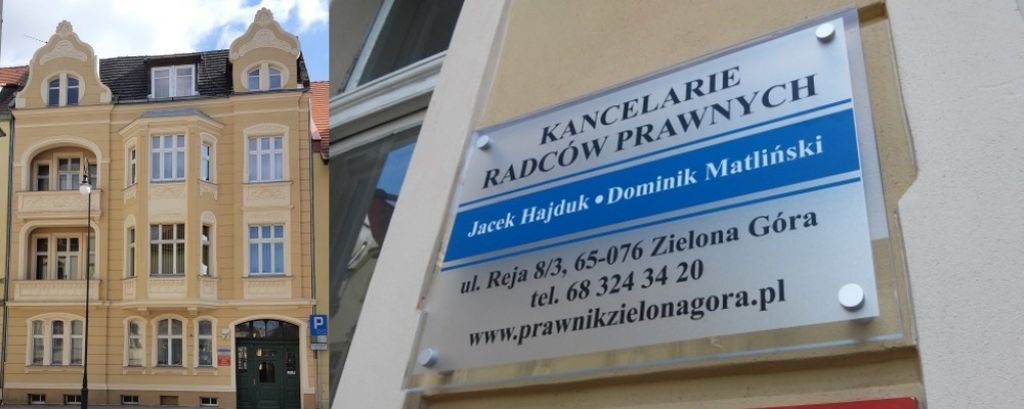 P
KANCELARIE
RADCÓW PRAWNYCH
Jacek Hajduk • Dominik Matliński
ul. Reja 8/3, 65-076 Zielona Góra
tel. 68 324 34 20
www.prawnikzielonagora.pl